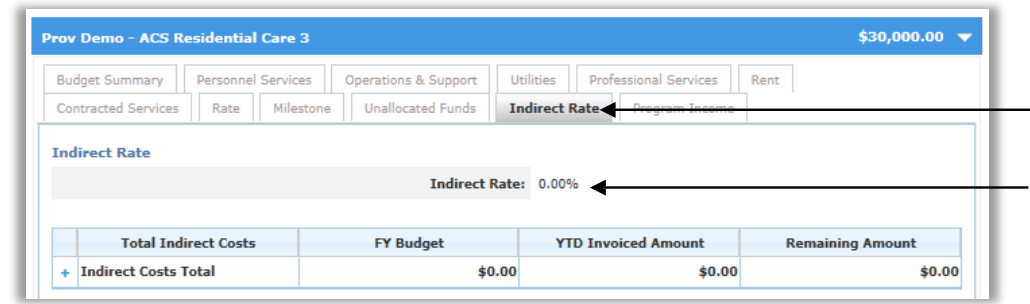 Prov Demo - ACS Residential Care 3 $30,000.00
Budget Summary Personnel Services Operations & Support Utilities Professional Services Rent
Contracted Services Rate Milestone Unallocated Funds Indirect Rate Program Income
Indirect Rate
Indirect Rate: 0.00%
Total Indirect Costs FY Budget YTD Invoiced Amount Remaining Amount
+ Indirect Costs Total $0.00 $0.00 $0.00